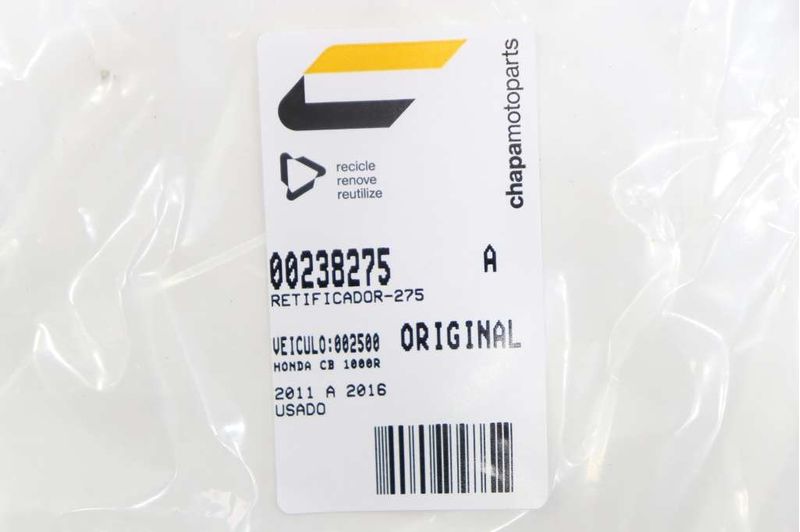 chapamotoparts
recicle
renove
reutilize
00238275 A
RETIFICADOR-275
VEICULO:002500 ORIGINAL
HONDA CB 1000R
2011 A 2016
USADO